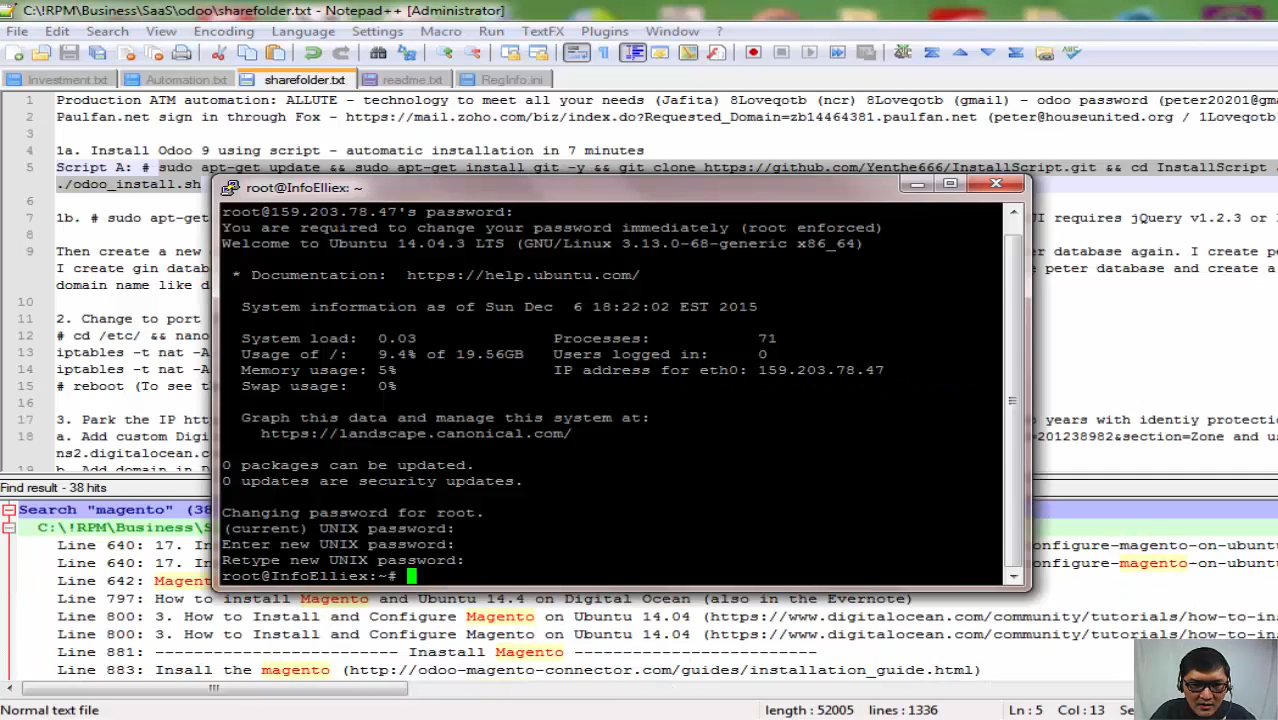 C:\!RPM\Business\SaaS\odoo\sharefolder.txt - Notepad++ [Administrator]
File Edit Search View Encoding Language Settings Macro Run TextFX Plugins Window ?
Investment.txt Automation.txt sharefolder.txt readme.txt RegInfo.ini
1 Production ATM automation: ALLUTE - technology to meet all your needs (Jafita) 8Loveqotb (ncr) 8Loveqotb (gmail) - odoo password (peter20201@gm
2 Paulfan.net sign in through Fox - https://mail.zoho.com/biz/index.do?Requested_Domain=zb14464381.paulfan.net (peter@houseunited.org / 1Loveqotb
3
4 1a. Install Odoo 9 using script - automatic installation in 7 minutes
5 Script A: # sudo apt-get update && sudo apt-get install git -y && git clone https://github.com/Yenthe666/InstallScript.git && cd InstallScript
./odoo_install.sh
6
7 1b. # sudo apt-get UI requires jQuery v1.2.3 or
8
9 Then create a new er database again. I create pe
I create gin datab e peter database and create a
domain name like d
10
11 2. Change to port
12 # cd /etc/ && nano
13 iptables -t nat -A
14 iptables -t nat -A
15 # reboot (To see t
16
17 3. Park the IP htt o years with identiy protectio
18 a. Add custom Digi =201238982&section=Zone and us
ns2.digitalocean.c
19 b. Add domain in D
root@InfoElliex: ~
root@159.203.78.47's password:
You are required to change your password immediately (root enforced)
Welcome to Ubuntu 14.04.3 LTS (GNU/Linux 3.13.0-68-generic x86_64)
* Documentation: https://help.ubuntu.com/
System information as of Sun Dec 6 18:22:02 EST 2015
System load: 0.03 Processes: 71
Usage of /: 9.4% of 19.56GB Users logged in: 0
Memory usage: 5% IP address for eth0: 159.203.78.47
Swap usage: 0%
Graph this data and manage this system at:
https://landscape.canonical.com/
0 packages can be updated.
0 updates are security updates.
Changing password for root.
(current) UNIX password:
Enter new UNIX password:
Retype new UNIX password:
root@InfoElliex:~#
Find result - 38 hits
Search "magento" (38
C:\!RPM\Business\S
Line 640: 17. In onfigure-magento-on-ubuntu
Line 640: 17. In onfigure-magento-on-ubuntu
Line 642: Magent
Line 797: How to install Magento and Ubuntu 14.4 on Digital Ocean (also in the Evernote)
Line 800: 3. How to Install and Configure Magento on Ubuntu 14.04 (https://www.digitalocean.com/community/tutorials/how-to-ins
Line 800: 3. How to Install and Configure Magento on Ubuntu 14.04 (https://www.digitalocean.com/community/tutorials/how-to-ins
Line 881: ----------------------- Inastall Magento -------------------------
Line 883: Insall the magento (http://odoo-magento-connector.com/guides/installation_guide.html)
Normal text file length : 52005 lines : 1336 Ln : 5 Col : 13 Se